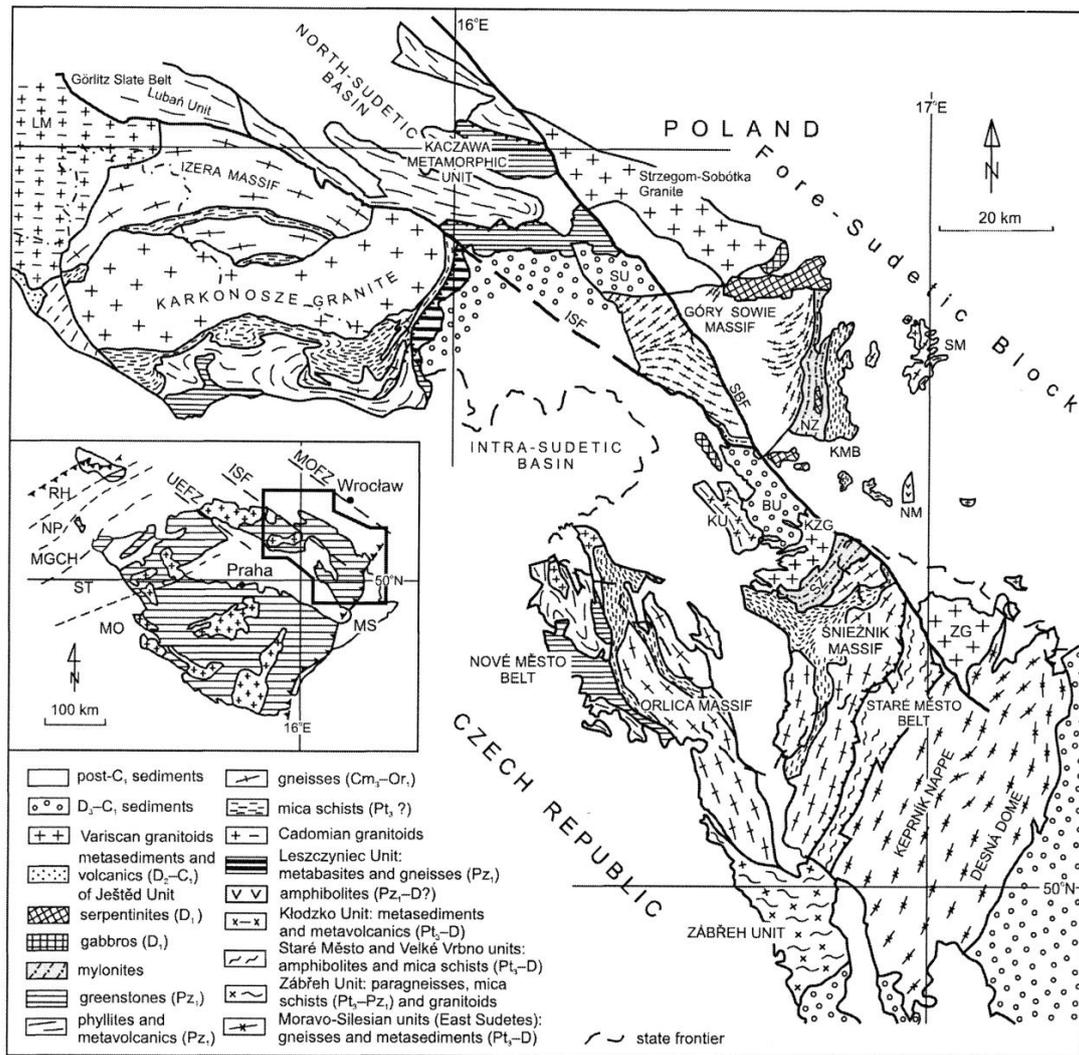 16°E
NORTH-SUDETIC
BASIN
Görlitz Slate Belt
Lubań Unit
LM
17°E
POLAND
Fore-Sudetic Block
N
20 km
KACZAWA
METAMORPHIC
UNIT
IZERA MASSIF
Strzegom-Sobótka
Granite
KARKONOSZE GRANITE
SU
ISF
GÓRY SOWIE
MASSIF
SM
SBF
NZ
KMB
INTRA-SUDETIC
BASIN
NM
KU
BU
KZG
ŚNIEŻNIK
MASSIF
ZG
NOVÉ MĚSTO
BELT
ORLICA MASSIF
STARÉ MĚSTO
BELT
CZECH REPUBLIC
KEPRNÍK NAPPE
DESNÁ DOME
50°N
ZÁBŘEH UNIT
RH
NP
MGCH
ST
MO
UEFZ
ISF
MOFZ
Wrocław
Praha
50°N
MS
N
100 km
16°E
post-C₁ sediments
D₃–C₁ sediments
Variscan granitoids
metasediments and
volcanics (D₂–C₁)
of Ještěd Unit
serpentinites (D₁)
gabbros (D₁)
mylonites
greenstones (Pz₁)
phyllites and
metavolcanics (Pz₁)
gneisses (Cm₃–Or₁)
mica schists (Pt₃ ?)
Cadomian granitoids
Leszczyniec Unit:
metabasites and gneisses (Pz₁)
amphibolites (Pz₁–D?)
Kłodzko Unit: metasediments
and metavolcanics (Pt₃–D)
Staré Město and Velké Vrbno units:
amphibolites and mica schists (Pt₃–D)
Zábřeh Unit: paragneisses, mica
schists (Pt₃–Pz₁) and granitoids
Moravo-Silesian units (East Sudetes):
gneisses and metasediments (Pt₃–D)
state frontier